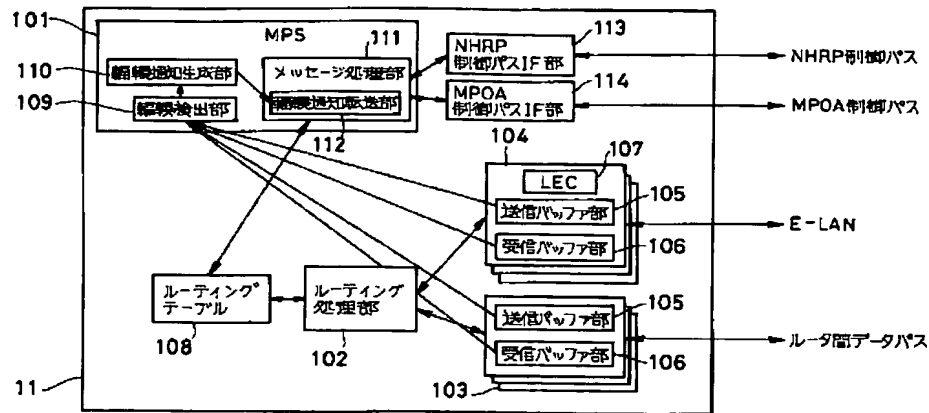 101
MPS
111
113
NHRP
制御パスIF部
NHRP制御パス
110
輻輳通知生成部
メッセージ処理部
114
109
輻輳検出部
輻輳通知転送部
MPOA
制御パスIF部
MPOA制御パス
112
104
107
LEC
送信バッファ部
105
E-LAN
受信バッファ部
106
ルーティング
テーブル
ルーティング
処理部
送信バッファ部
105
ルータ間データパス
108
102
受信バッファ部
106
11
103